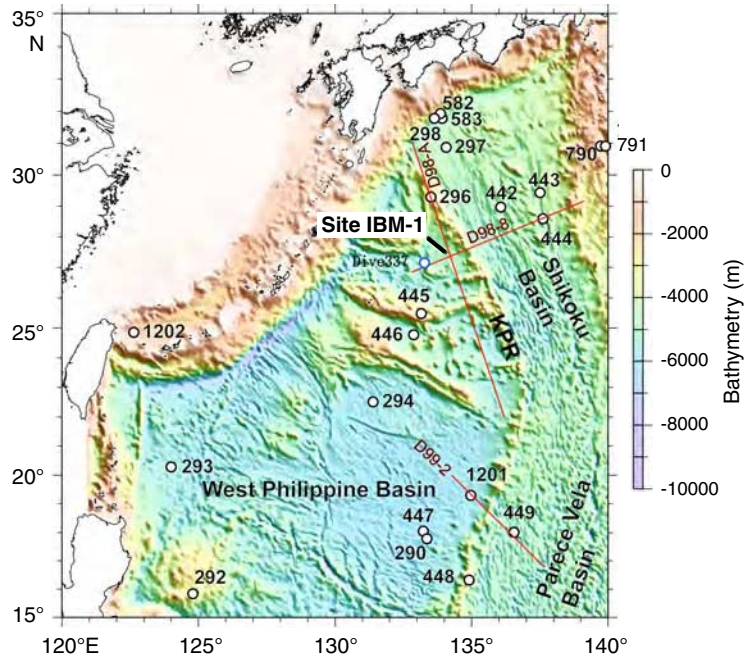 35°
N
30°
25°
20°
15°
120°E
125°
130°
135°
140°
582
583
298
297
D98-A
296
790
791
442
443
Site IBM-1
D98-8
444
Dive337
Shikoku
Basin
445
446
KPR
1202
294
293
D99-2
1201
West Philippine Basin
447
449
290
Parece Vela
Basin
292
448
0
-2000
-4000
-6000
-8000
-10000
Bathymetry (m)